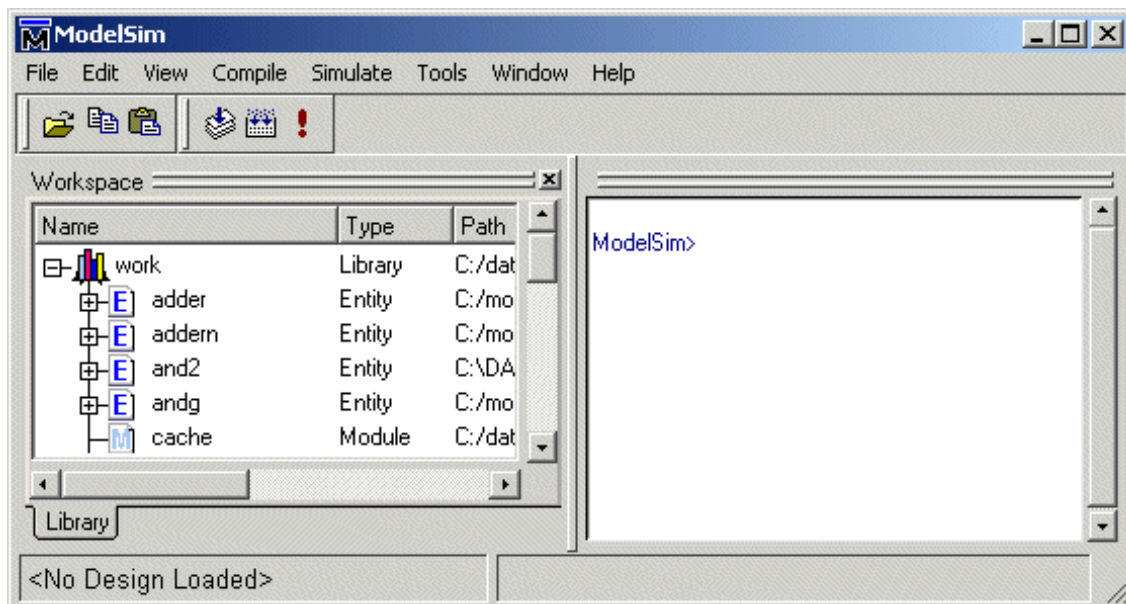 ModelSim
File Edit View Compile Simulate Tools Window Help
Workspace
Name Type Path
work Library C:/dat
E adder Entity C:/mo
E addern Entity C:/mo
E and2 Entity C:\DA
E andg Entity C:/mo
M cache Module C:/dat
Library
ModelSim>
<No Design Loaded>